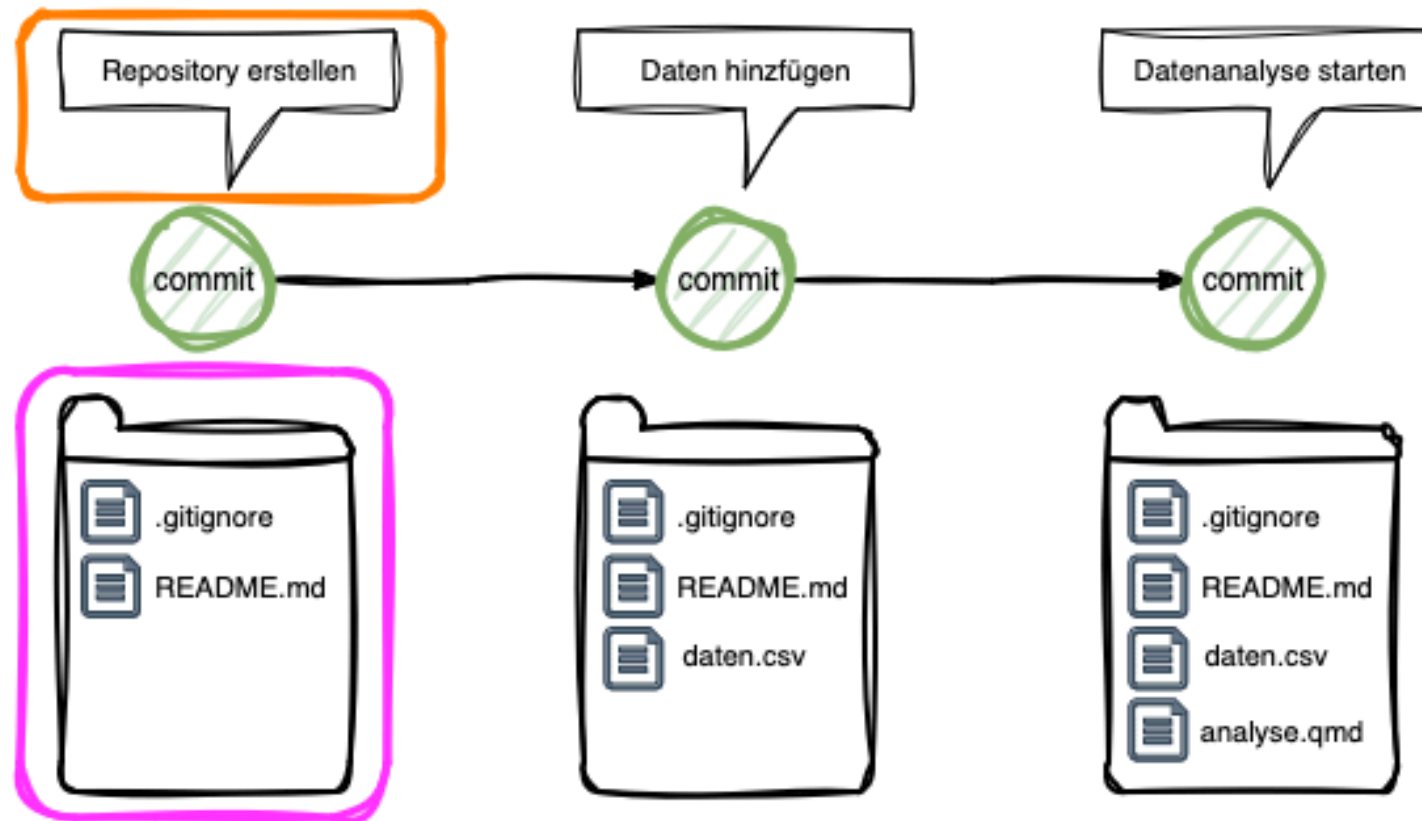 Repository erstellen
Daten hinzufügen
Datenanalyse starten
commit
commit
commit
.gitignore
README.md
.gitignore
README.md
daten.csv
.gitignore
README.md
daten.csv
analyse.qmd